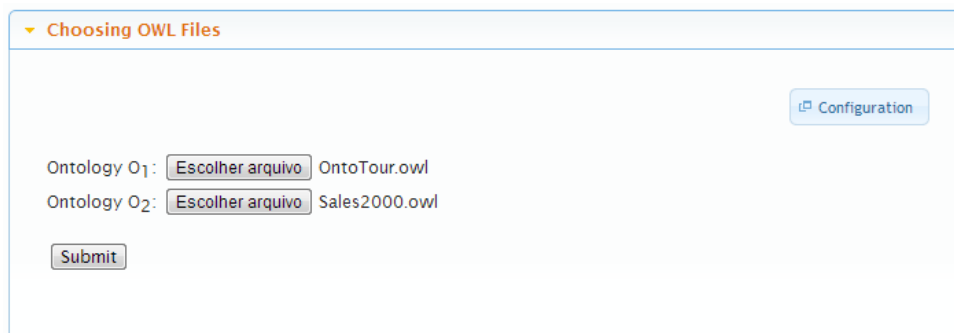 Choosing OWL Files
Configuration
Ontology O1: Escolher arquivo OntoTour.owl
Ontology O2: Escolher arquivo Sales2000.owl
Submit